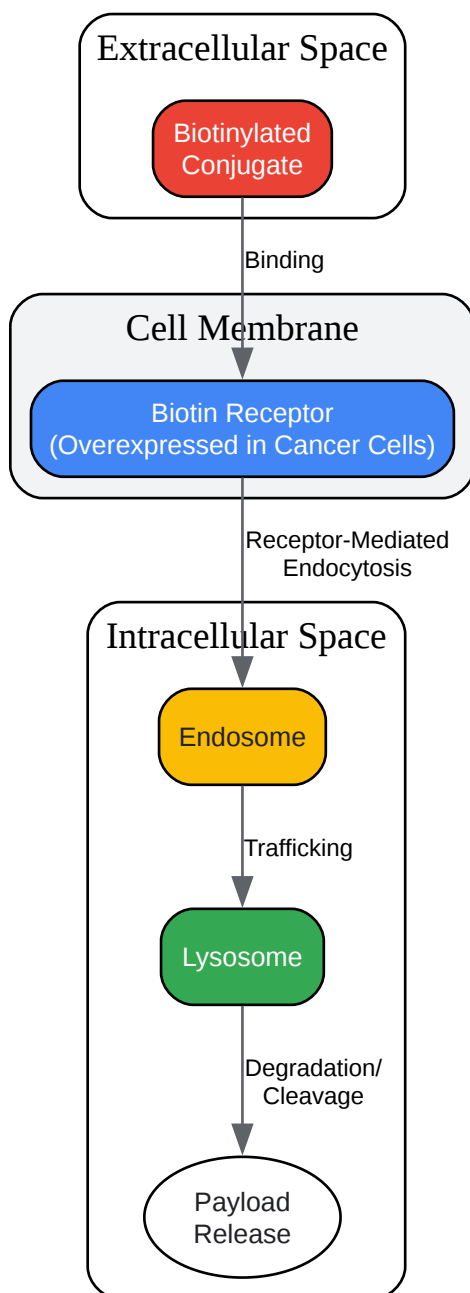 Extracellular Space
Biotinylated
Conjugate
Binding
Cell Membrane
Biotin Receptor
(Overexpressed in Cancer Cells)
Receptor-Mediated
Endocytosis
Intracellular Space
Endosome
Trafficking
Lysosome
Degradation/
Cleavage
Payload
Release